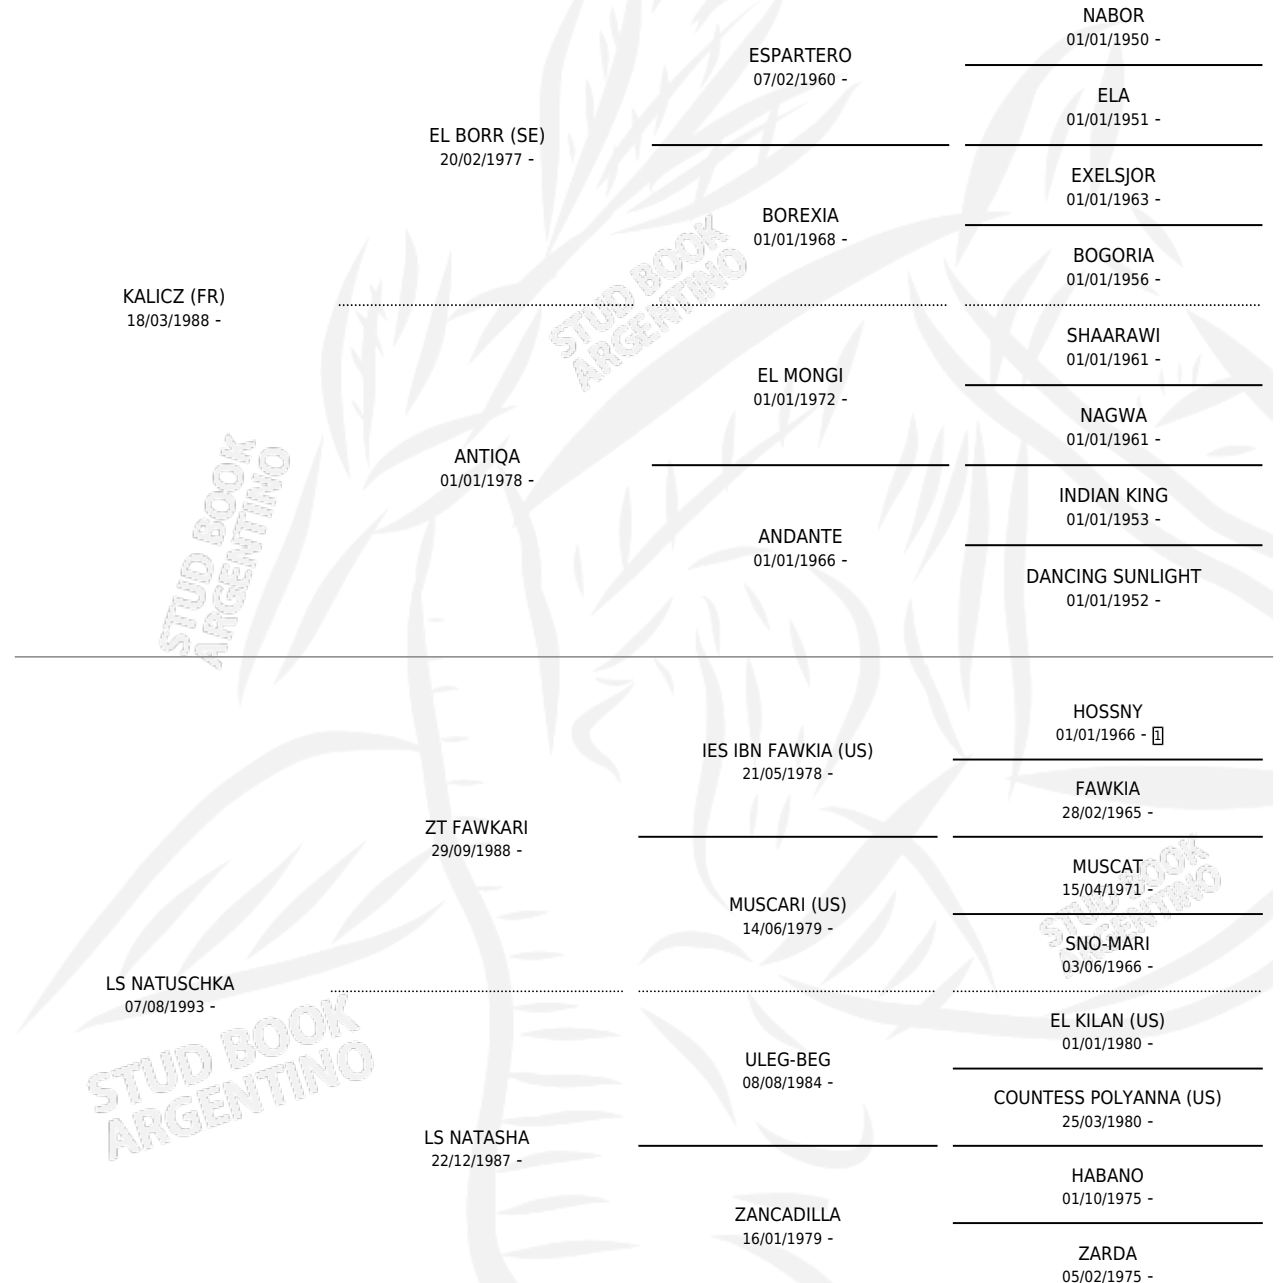 NABOR
01/01/1950 -
ESPARTERO
07/02/1960 -
ELA
01/01/1951 -
EL BORR (SE)
20/02/1977 -
EXELSJOR
01/01/1963 -
BOREXIA
01/01/1968 -
BOGORIA
01/01/1956 -
KALICZ (FR)
18/03/1988 -
SHAARAWI
01/01/1961 -
EL MONGI
01/01/1972 -
NAGWA
01/01/1961 -
ANTIQA
01/01/1978 -
INDIAN KING
01/01/1953 -
ANDANTE
01/01/1966 -
DANCING SUNLIGHT
01/01/1952 -
HOSSNY
01/01/1966 - 1
IES IBN FAWKIA (US)
21/05/1978 -
FAWKIA
28/02/1965 -
ZT FAWKARI
29/09/1988 -
MUSCAT
15/04/1971 -
MUSCARI (US)
14/06/1979 -
SNO-MARI
03/06/1966 -
LS NATUSCHKA
07/08/1993 -
EL KILAN (US)
01/01/1980 -
ULEG-BEG
08/08/1984 -
COUNTESS POLYANNA (US)
25/03/1980 -
LS NATASHA
22/12/1987 -
HABANO
01/10/1975 -
ZANCADILLA
16/01/1979 -
ZARDA
05/02/1975 -
STUD BOOK
ARGENTINO
STUD BOOK
ARGENTINO
STUD BOOK
ARGENTINO
STUD BOOK
ARGENTINO